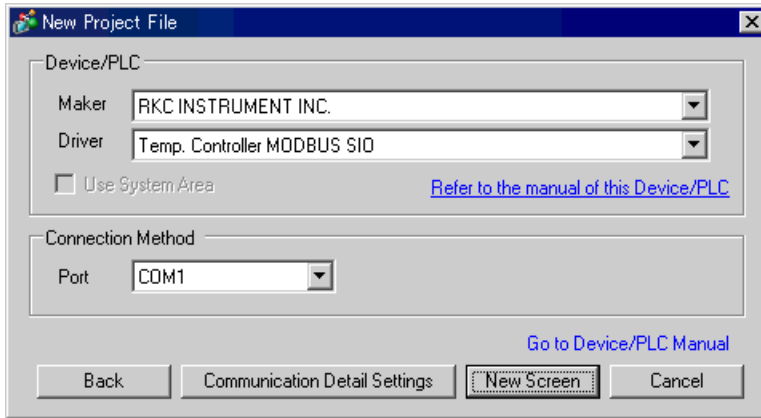 New Project File
Device/PLC
Maker RKC INSTRUMENT INC.
Driver Temp. Controller MODBUS SIO
Use System Area Refer to the manual of this Device/PLC
Connection Method
Port COM1
Go to Device/PLC Manual
Back Communication Detail Settings New Screen Cancel